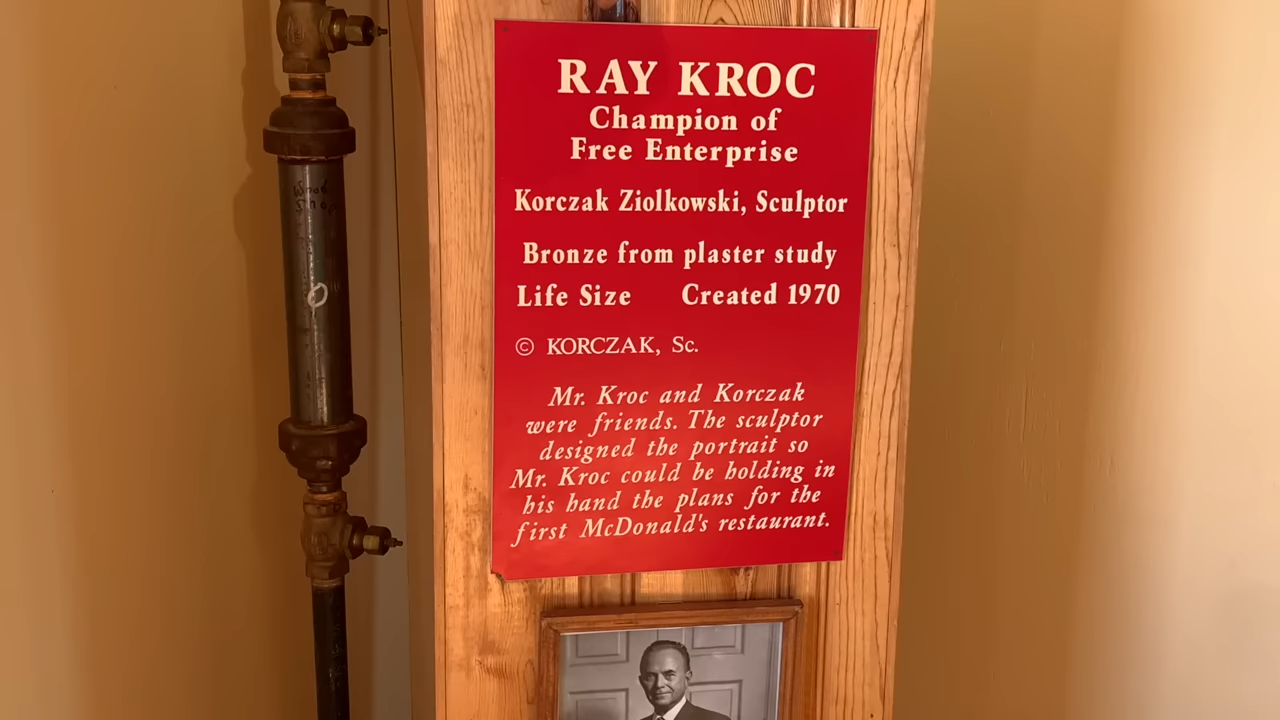 RAY KROC
Champion of
Free Enterprise
Korczak Ziolkowski, Sculptor
Bronze from plaster study
Life Size Created 1970
© KORCZAK, Sc.
Mr. Kroc and Korczak
were friends. The sculptor
designed the portrait so
Mr. Kroc could be holding in
his hand the plans for the
first McDonald's restaurant.
Wood
Shop